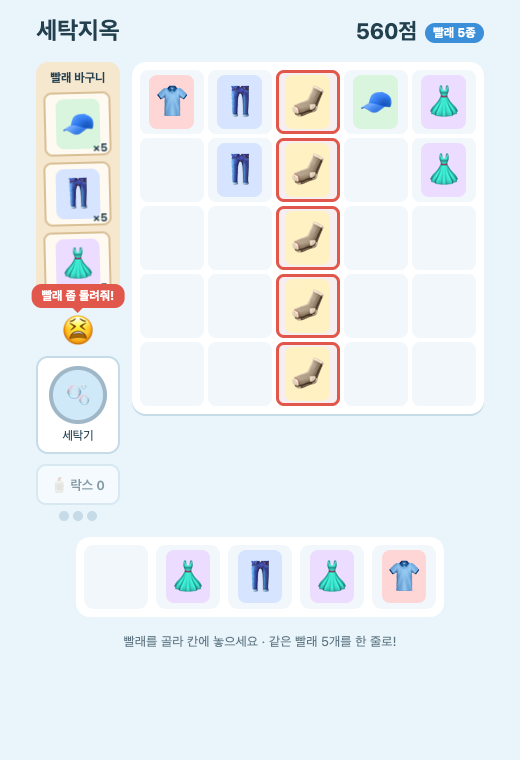 세탁지옥
560점
빨래 5종
빨래 바구니
×5
×5
빨래 좀 돌려줘!
세탁기
락스 0
빨래를 골라 칸에 놓으세요 · 같은 빨래 5개를 한 줄로!